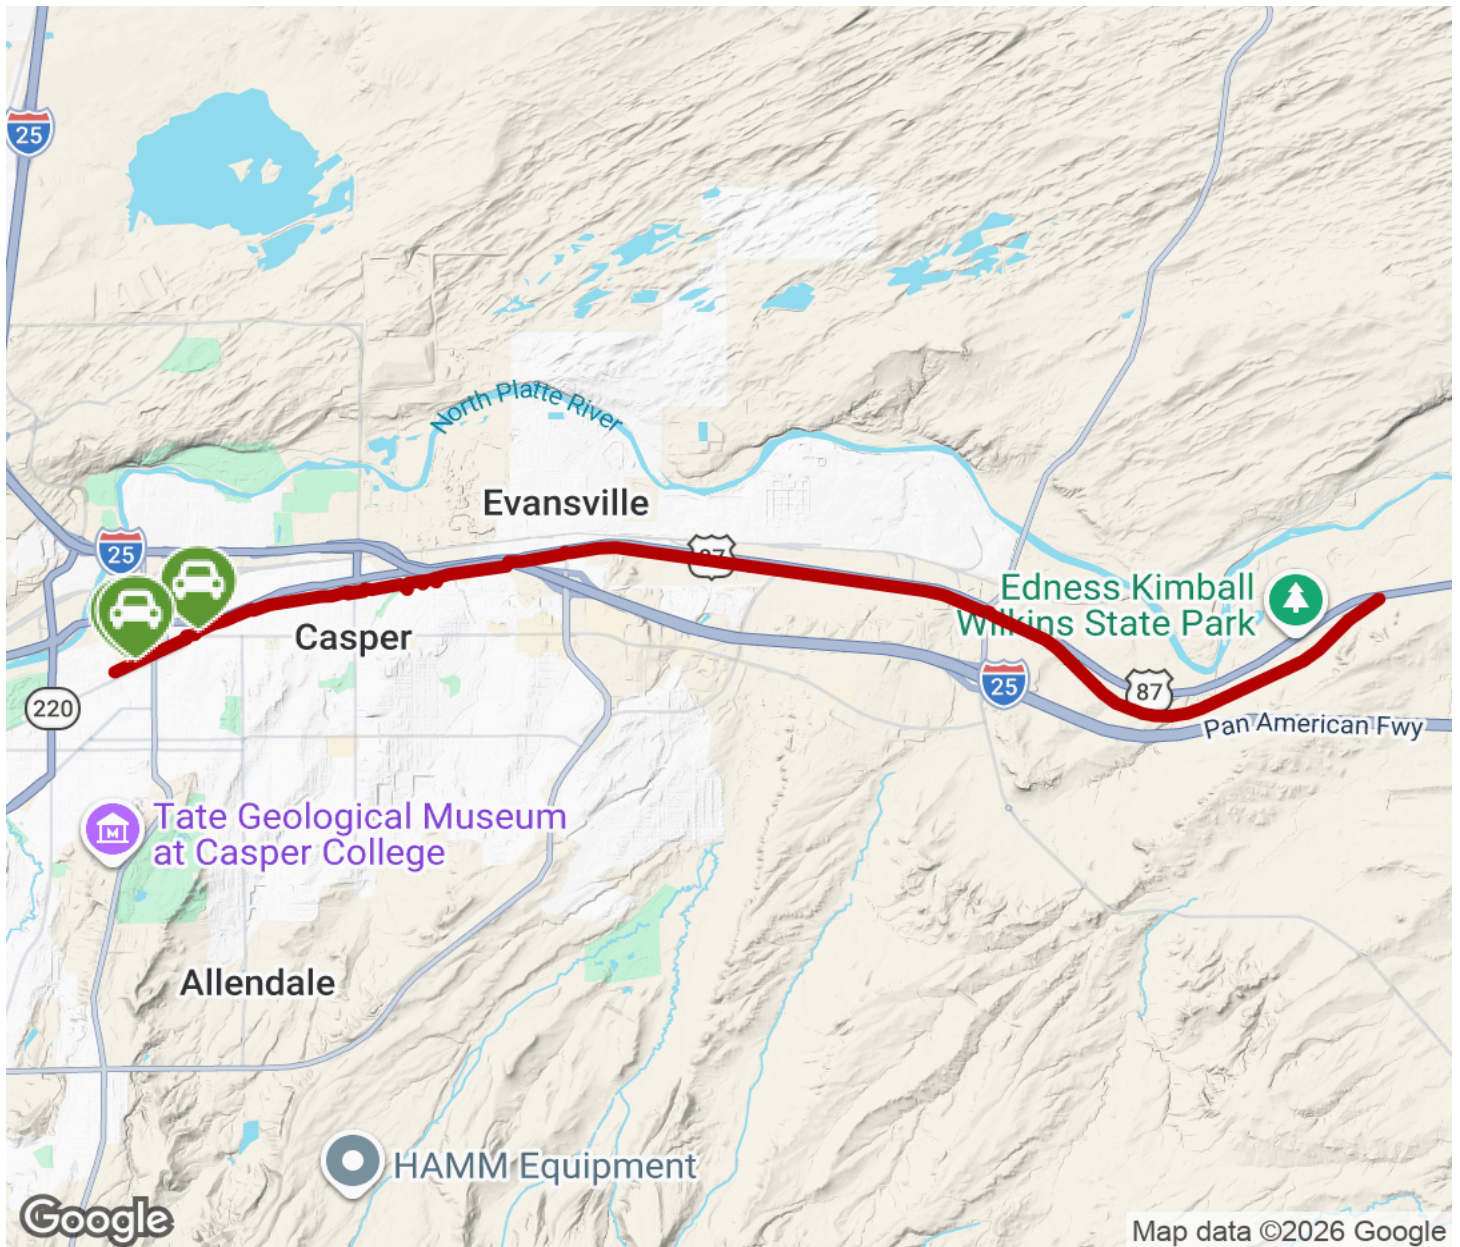 25
North Platte River
Evansville
25
87
Edness Kimball
Wilkins State Park
Casper
25
87
220
Pan American Fwy
Tate Geological Museum
at Casper College
Allendale
HAMM Equipment
Google
Map data ©2026 Google